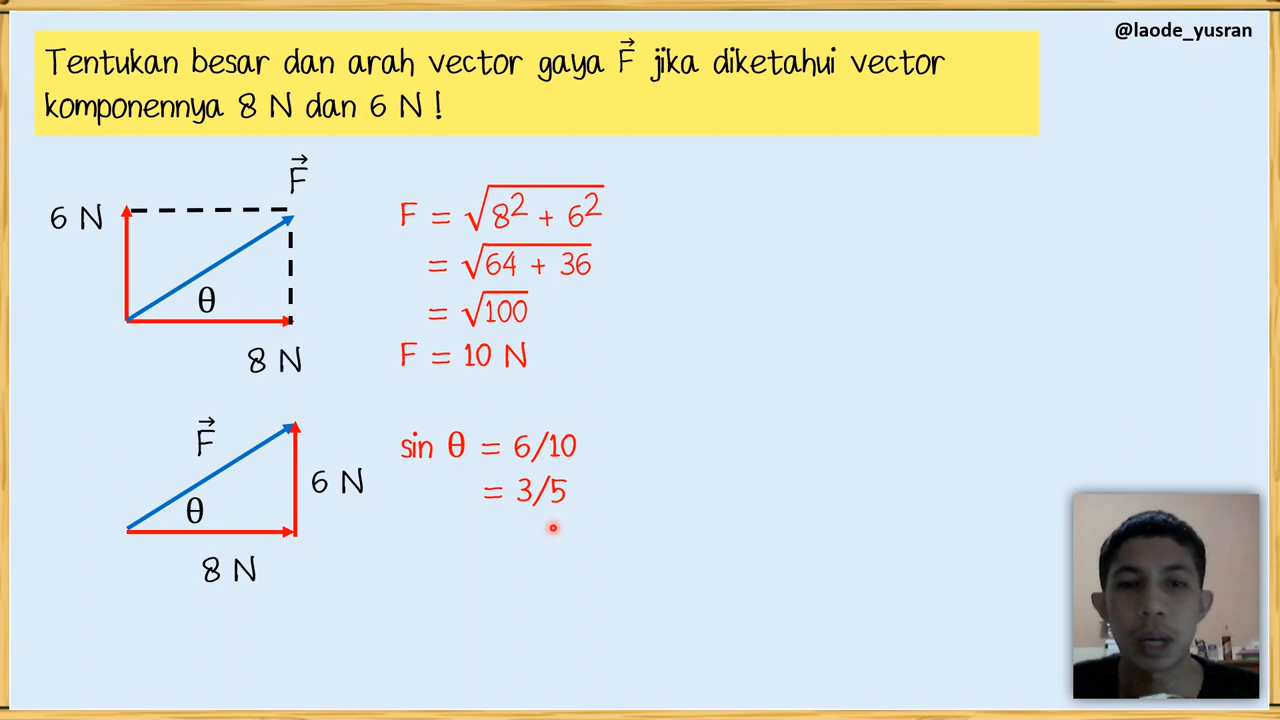 @laode_yusran
Tentukan besar dan arah vector gaya F⃗ jika diketahui vector
komponennya 8 N dan 6 N !
F⃗
6 N
θ
8 N
F = √(8² + 6²)
= √(64 + 36)
= √100
F = 10 N
F⃗
θ
6 N
8 N
sin θ = 6/10
= 3/5